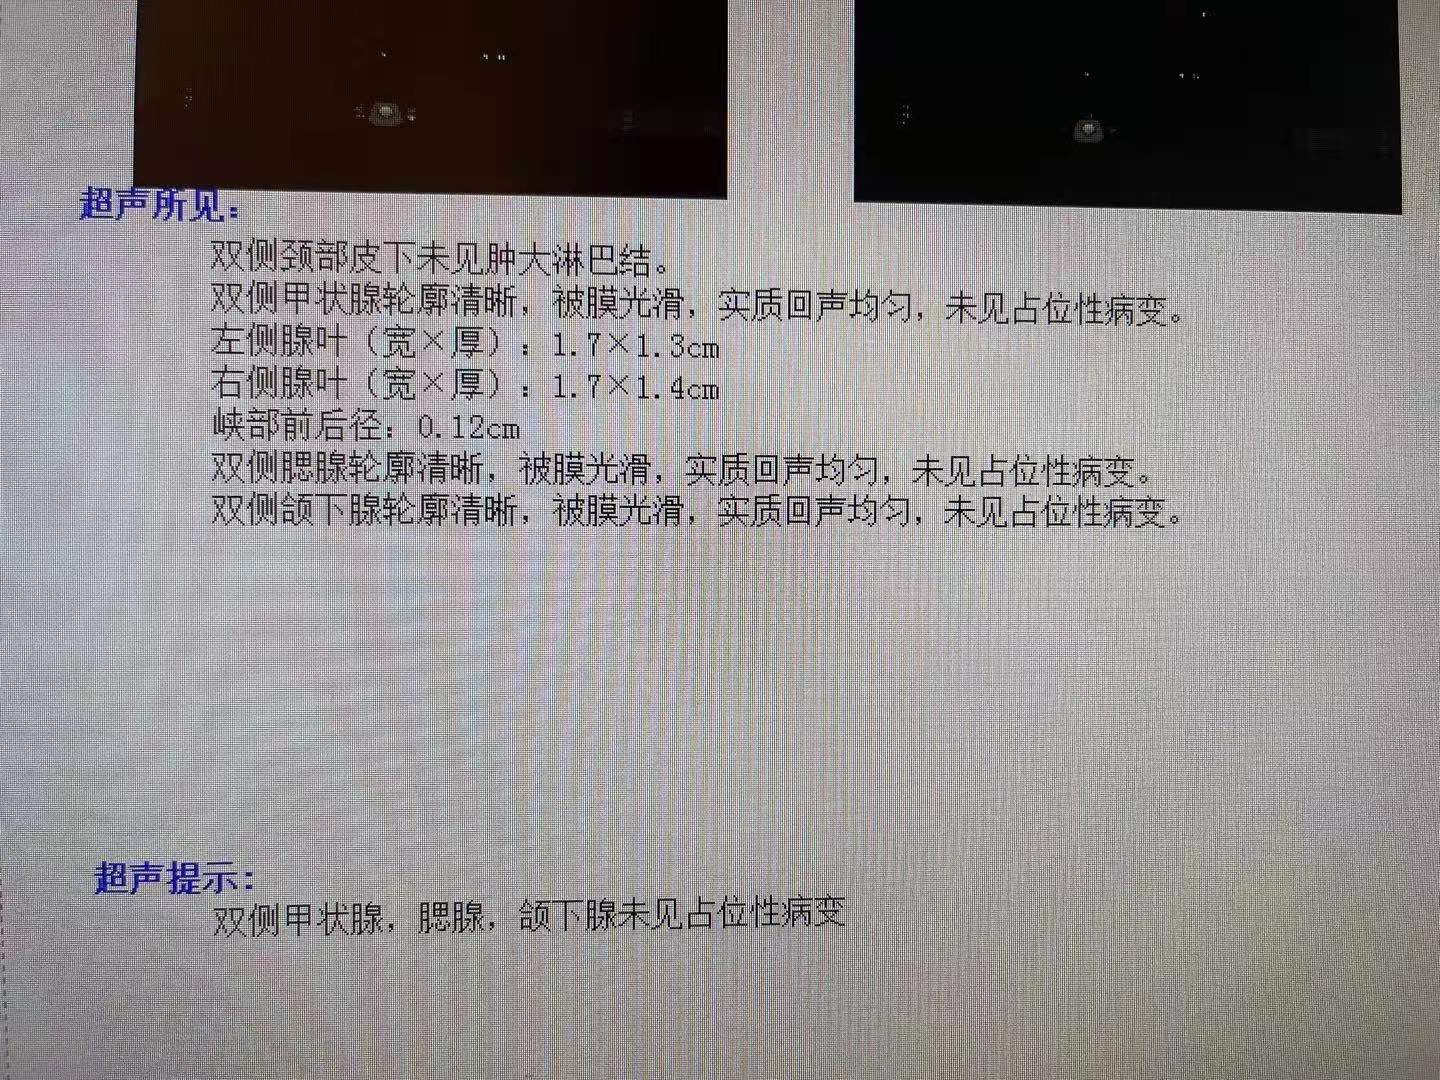 超声所见：
双侧颈部皮下未见肿大淋巴结。
双侧甲状腺轮廓清晰，被膜光滑，实质回声均匀，未见占位性病变。
左侧腺叶（宽×厚）：1.7×1.3cm
右侧腺叶（宽×厚）：1.7×1.4cm
峡部前后径：0.12cm
双侧腮腺轮廓清晰，被膜光滑，实质回声均匀，未见占位性病变。
双侧颌下腺轮廓清晰，被膜光滑，实质回声均匀，未见占位性病变。
超声提示：
双侧甲状腺，腮腺，颌下腺未见占位性病变